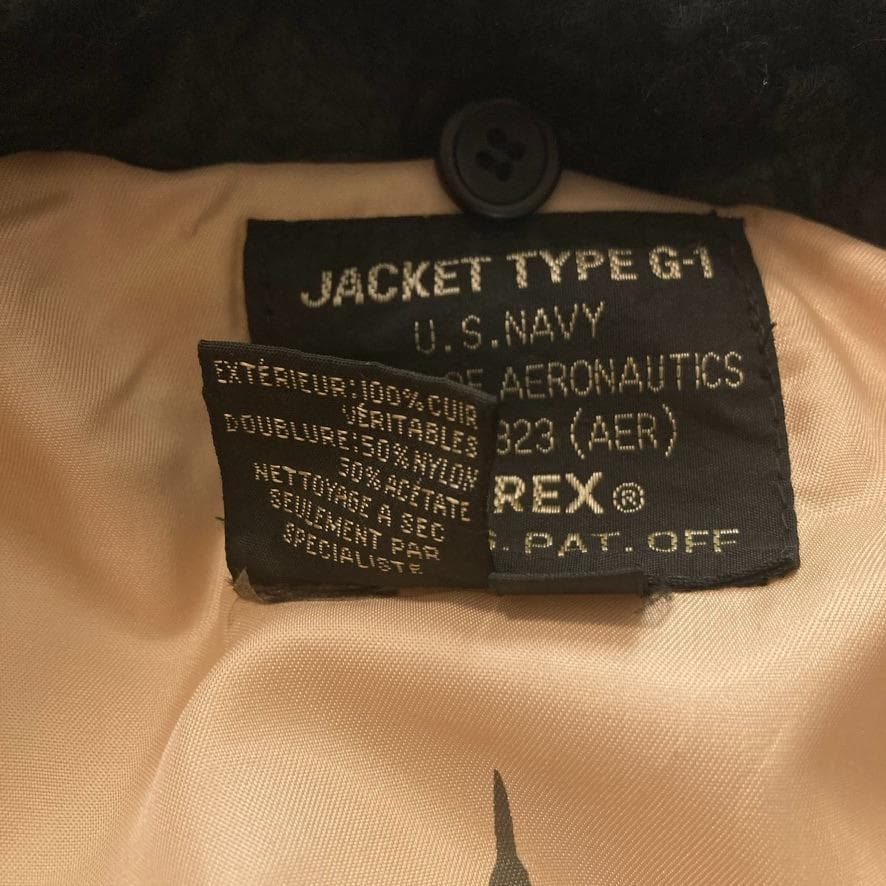 JACKET TYPE G-1
U.S.NAVY
OF AERONAUTICS
323 (AER)
REX®
. PAT. OFF
EXTÉRIEUR:100% CUIR
VÉRITABLES
DOUBLURE:50% NYLON
50% ACÉTATE
NETTOYAGE A SEC
SEULEMENT PAR
SPECIALISTE